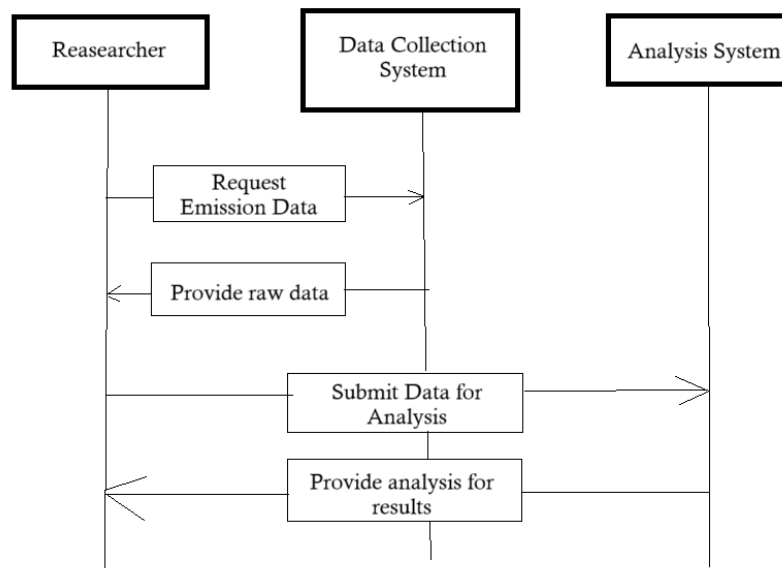 Reasearcher
Data Collection
System
Analysis System
Request
Emission Data
Provide raw data
Submit Data for
Analysis
Provide analysis for
results